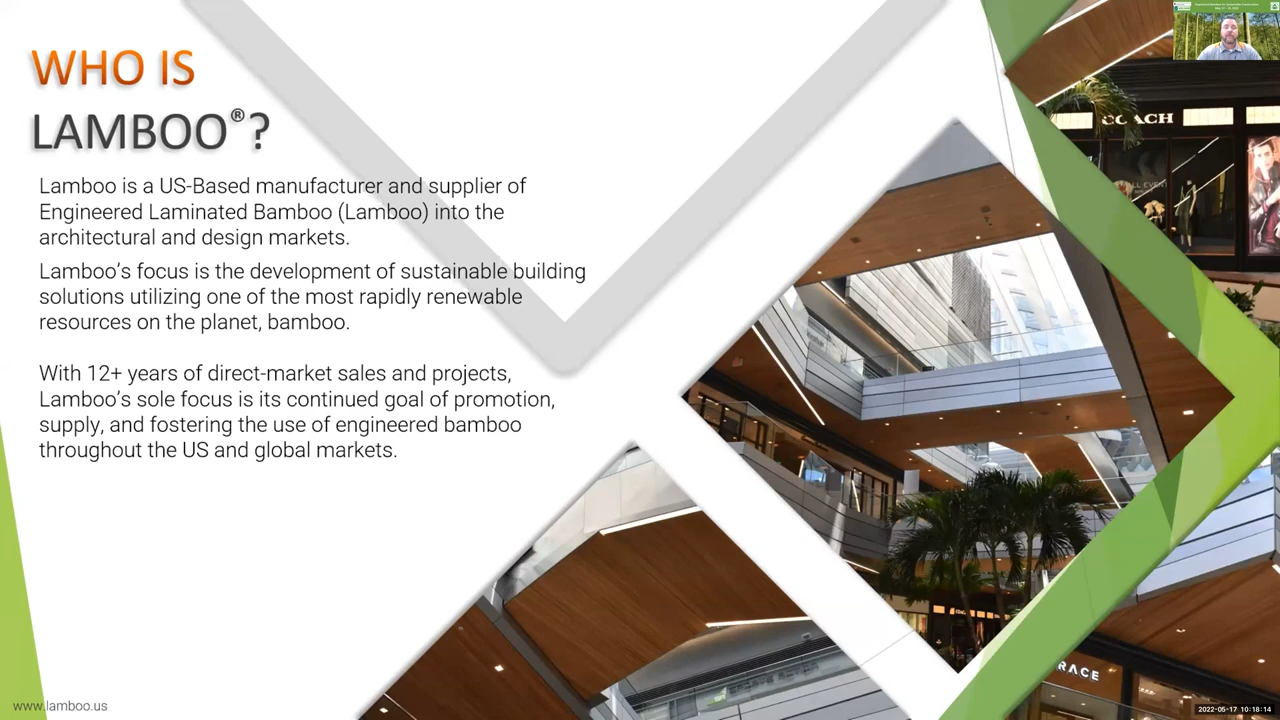 WHO IS
LAMBOO®?
Lamboo is a US-Based manufacturer and supplier of
Engineered Laminated Bamboo (Lamboo) into the
architectural and design markets.
Lamboo’s focus is the development of sustainable building
solutions utilizing one of the most rapidly renewable
resources on the planet, bamboo.
With 12+ years of direct-market sales and projects,
Lamboo’s sole focus is its continued goal of promotion,
supply, and fostering the use of engineered bamboo
throughout the US and global markets.
www.lamboo.us
COACH
RACE
2022-05-17 10:18:14